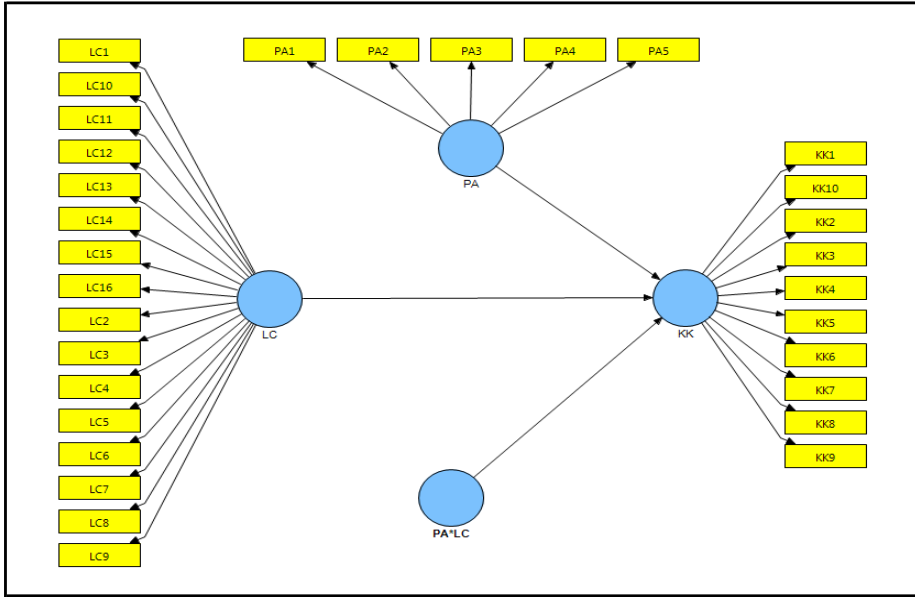 LC1
LC10
LC11
LC12
LC13
LC14
LC15
LC16
LC2
LC3
LC4
LC5
LC6
LC7
LC8
LC9
LC
PA1
PA2
PA3
PA4
PA5
PA
PA*LC
KK
KK1
KK10
KK2
KK3
KK4
KK5
KK6
KK7
KK8
KK9